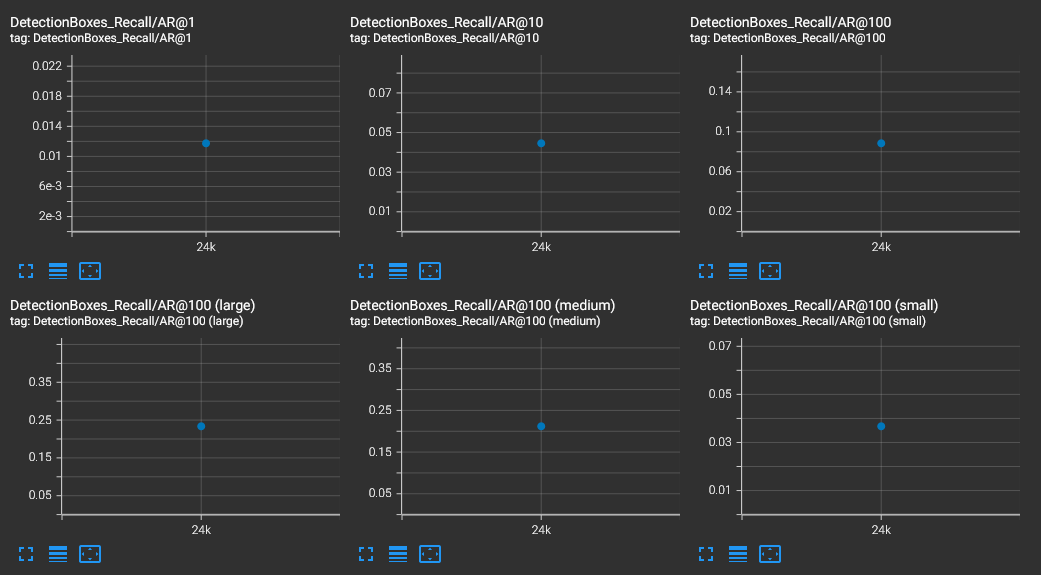 DetectionBoxes_Recall/AR@1
tag: DetectionBoxes_Recall/AR@1
0.022
0.018
0.014
0.01
6e-3
2e-3
24k
DetectionBoxes_Recall/AR@10
tag: DetectionBoxes_Recall/AR@10
0.07
0.05
0.03
0.01
24k
DetectionBoxes_Recall/AR@100
tag: DetectionBoxes_Recall/AR@100
0.14
0.1
0.06
0.02
24k
DetectionBoxes_Recall/AR@100 (large)
tag: DetectionBoxes_Recall/AR@100 (large)
0.35
0.25
0.15
0.05
24k
DetectionBoxes_Recall/AR@100 (medium)
tag: DetectionBoxes_Recall/AR@100 (medium)
0.35
0.25
0.15
0.05
24k
DetectionBoxes_Recall/AR@100 (small)
tag: DetectionBoxes_Recall/AR@100 (small)
0.07
0.05
0.03
0.01
24k